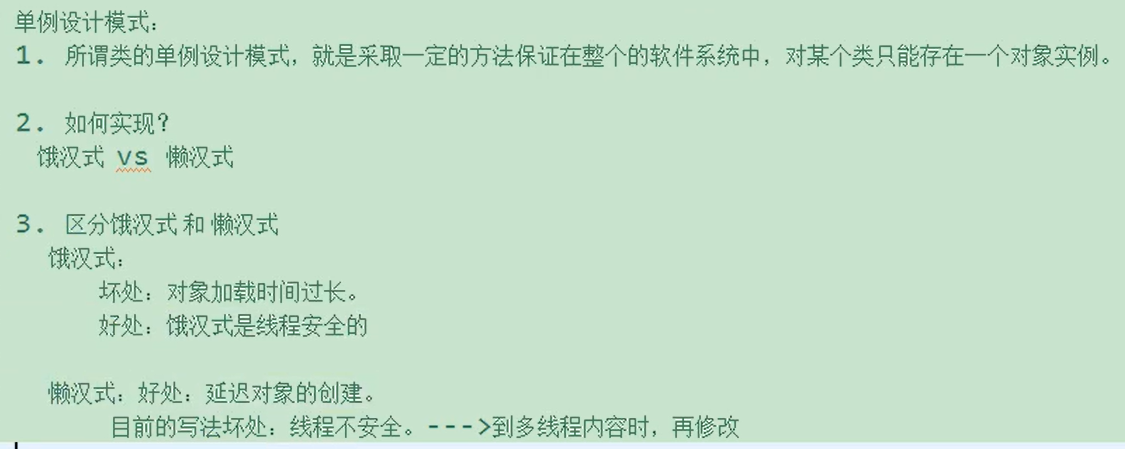 单例设计模式：
1. 所谓类的单例设计模式，就是采取一定的方法保证在整个的软件系统中，对某个类只能存在一个对象实例。
2. 如何实现？
饿汉式 vs 懒汉式
3. 区分饿汉式 和 懒汉式
饿汉式：
坏处：对象加载时间过长。
好处：饿汉式是线程安全的
懒汉式：好处：延迟对象的创建。
目前的写法坏处：线程不安全。--->到多线程内容时，再修改